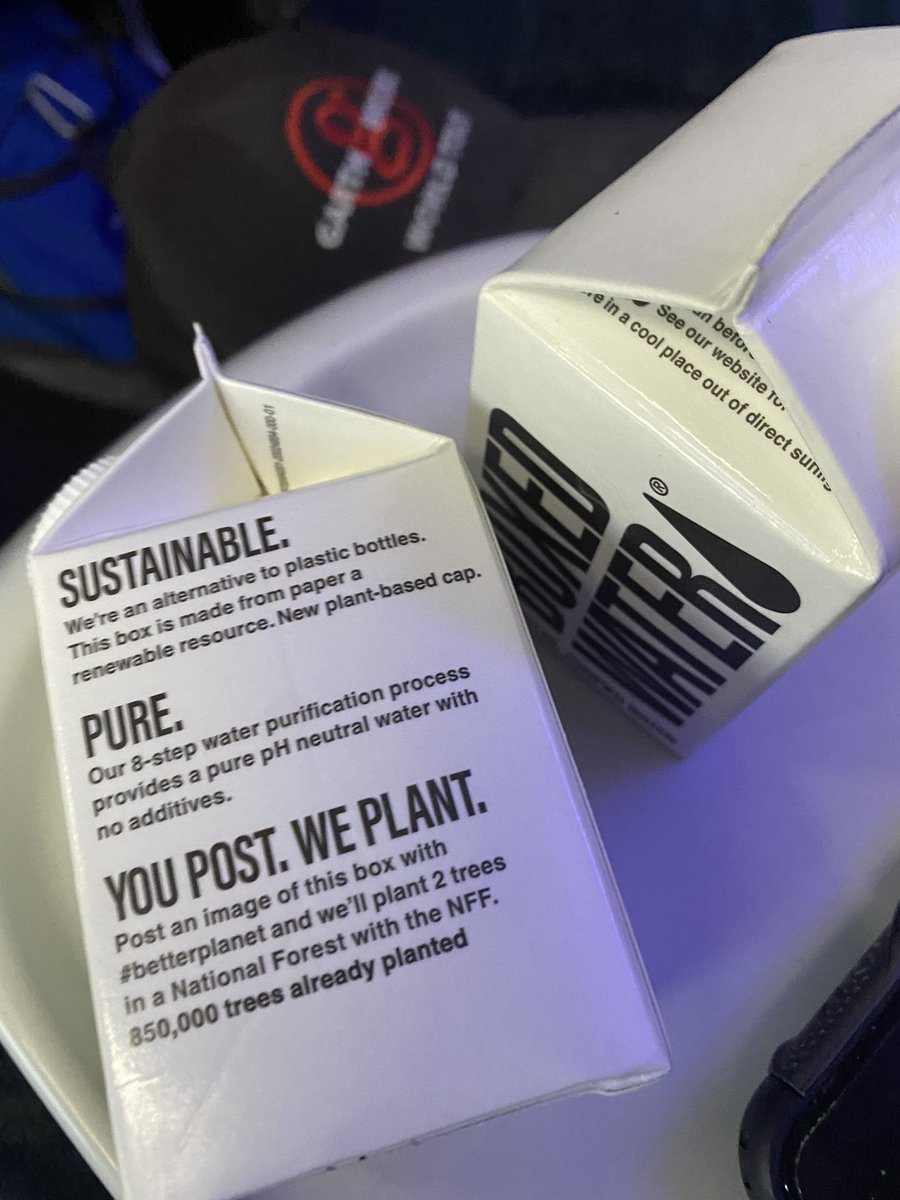 SUSTAINABLE.
We're an alternative to plastic bottles.
This box is made from paper a
renewable resource. New plant-based cap.
PURE.
Our 8-step water purification process
provides a pure pH neutral water with
no additives.
YOU POST. WE PLANT.
Post an image of this box with
#betterplanet and we'll plant 2 trees
in a National Forest with the NFF.
850,000 trees already planted
See our website
in a cool place out of direct
®
WATER